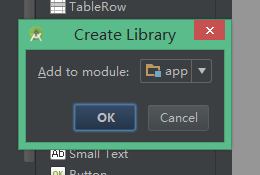 TableRow
Create Library
Add to module: app
OK Cancel
Small Text
Button